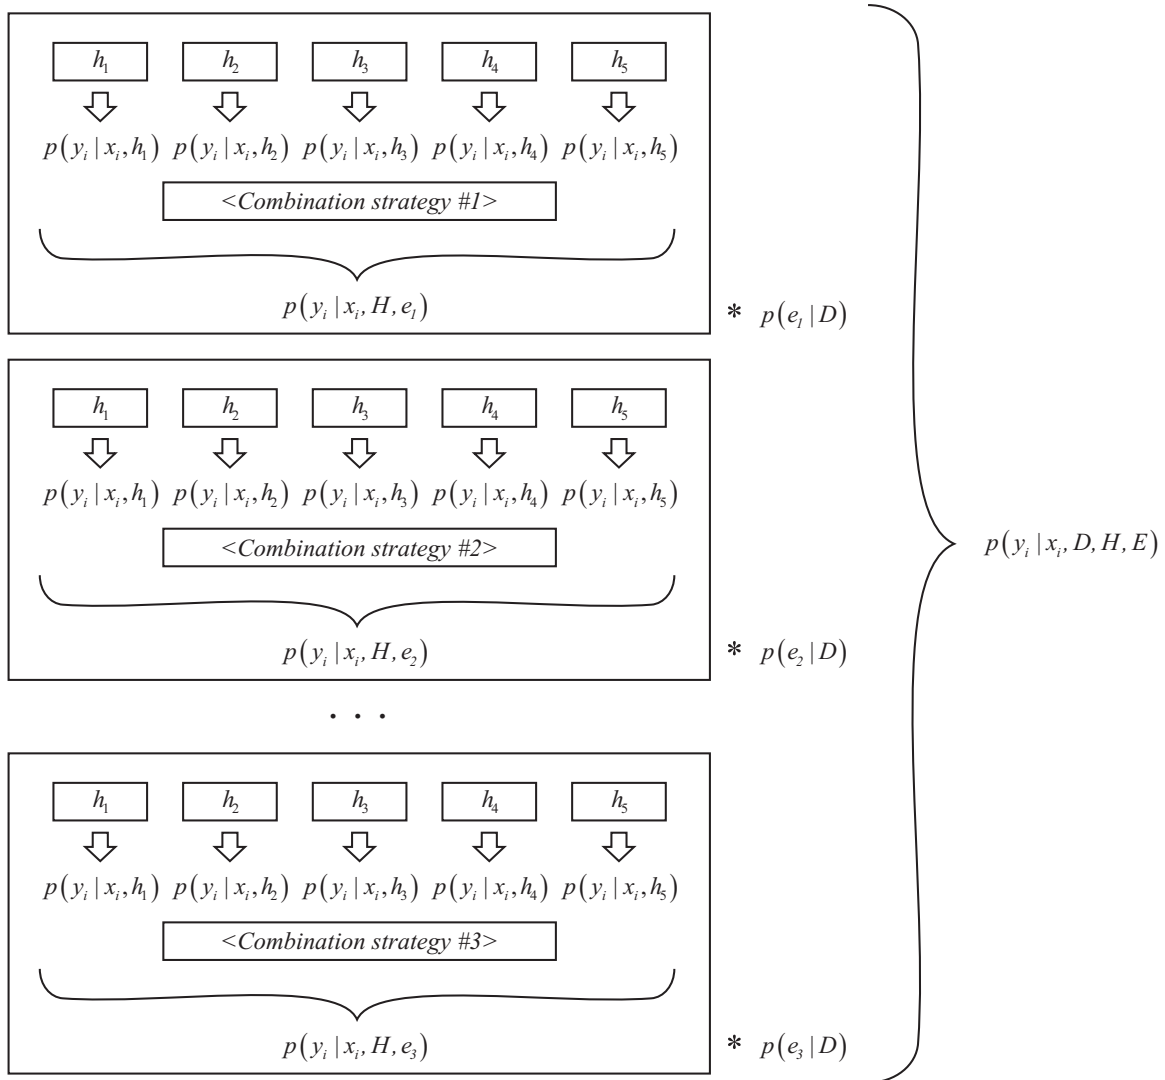 h₁ h₂ h₃ h₄ h₅
p(yᵢ | xᵢ, h₁) p(yᵢ | xᵢ, h₂) p(yᵢ | xᵢ, h₃) p(yᵢ | xᵢ, h₄) p(yᵢ | xᵢ, h₅)
<Combination strategy #1>
p(yᵢ | xᵢ, H, e₁) * p(e₁ | D)
h₁ h₂ h₃ h₄ h₅
p(yᵢ | xᵢ, h₁) p(yᵢ | xᵢ, h₂) p(yᵢ | xᵢ, h₃) p(yᵢ | xᵢ, h₄) p(yᵢ | xᵢ, h₅)
<Combination strategy #2>
p(yᵢ | xᵢ, D, H, E)
p(yᵢ | xᵢ, H, e₂) * p(e₂ | D)
. . .
h₁ h₂ h₃ h₄ h₅
p(yᵢ | xᵢ, h₁) p(yᵢ | xᵢ, h₂) p(yᵢ | xᵢ, h₃) p(yᵢ | xᵢ, h₄) p(yᵢ | xᵢ, h₅)
<Combination strategy #3>
p(yᵢ | xᵢ, H, e₃) * p(e₃ | D)